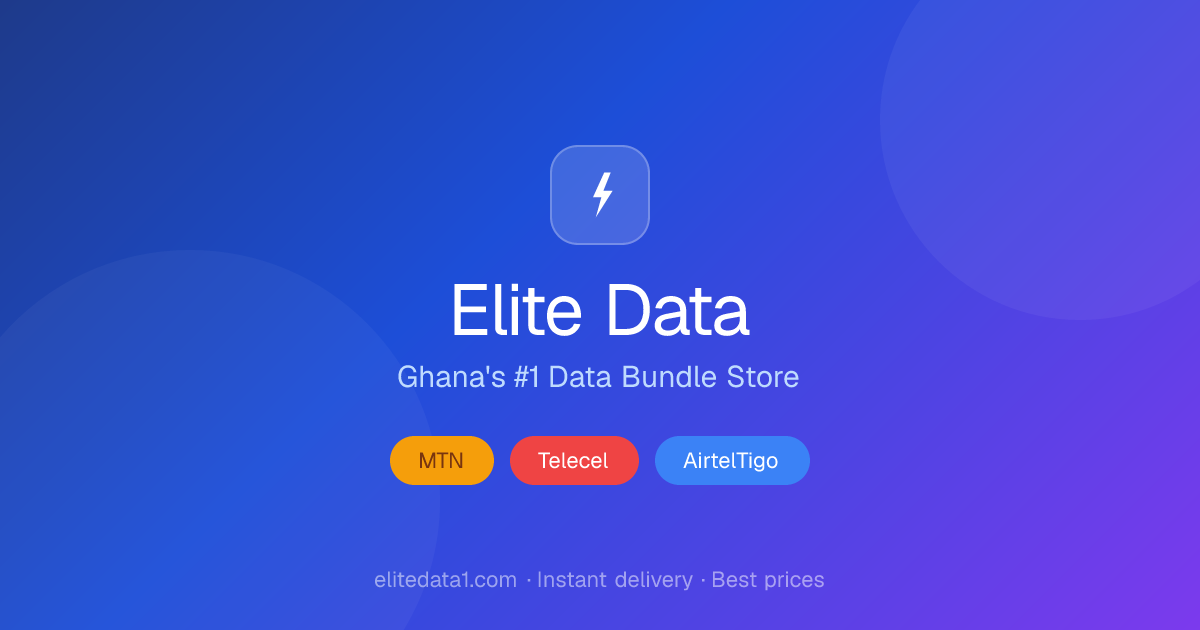 Elite Data
Ghana's #1 Data Bundle Store
MTN Telecel AirtelTigo
elitedata1.com · Instant delivery · Best prices